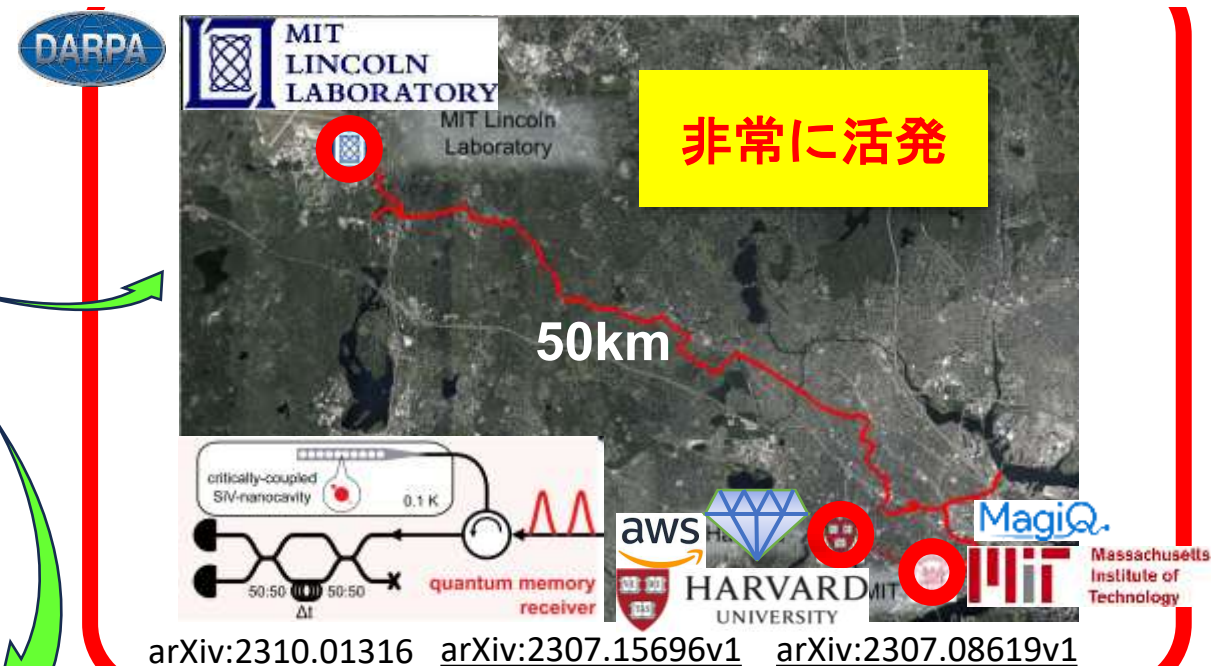 DARPA
MIT
LINCOLN
LABORATORY
MIT Lincoln
Laboratory
非常に活発
50km
critically-coupled
SiV-nanocavity
0.1 K
50:50
50:50
Δt
quantum memory
receiver
aws
Ha
HARVARD
UNIVERSITY
MIT
MagiQ
Massachusetts
Institute of
Technology
arXiv:2310.01316 arXiv:2307.15696v1 arXiv:2307.08619v1